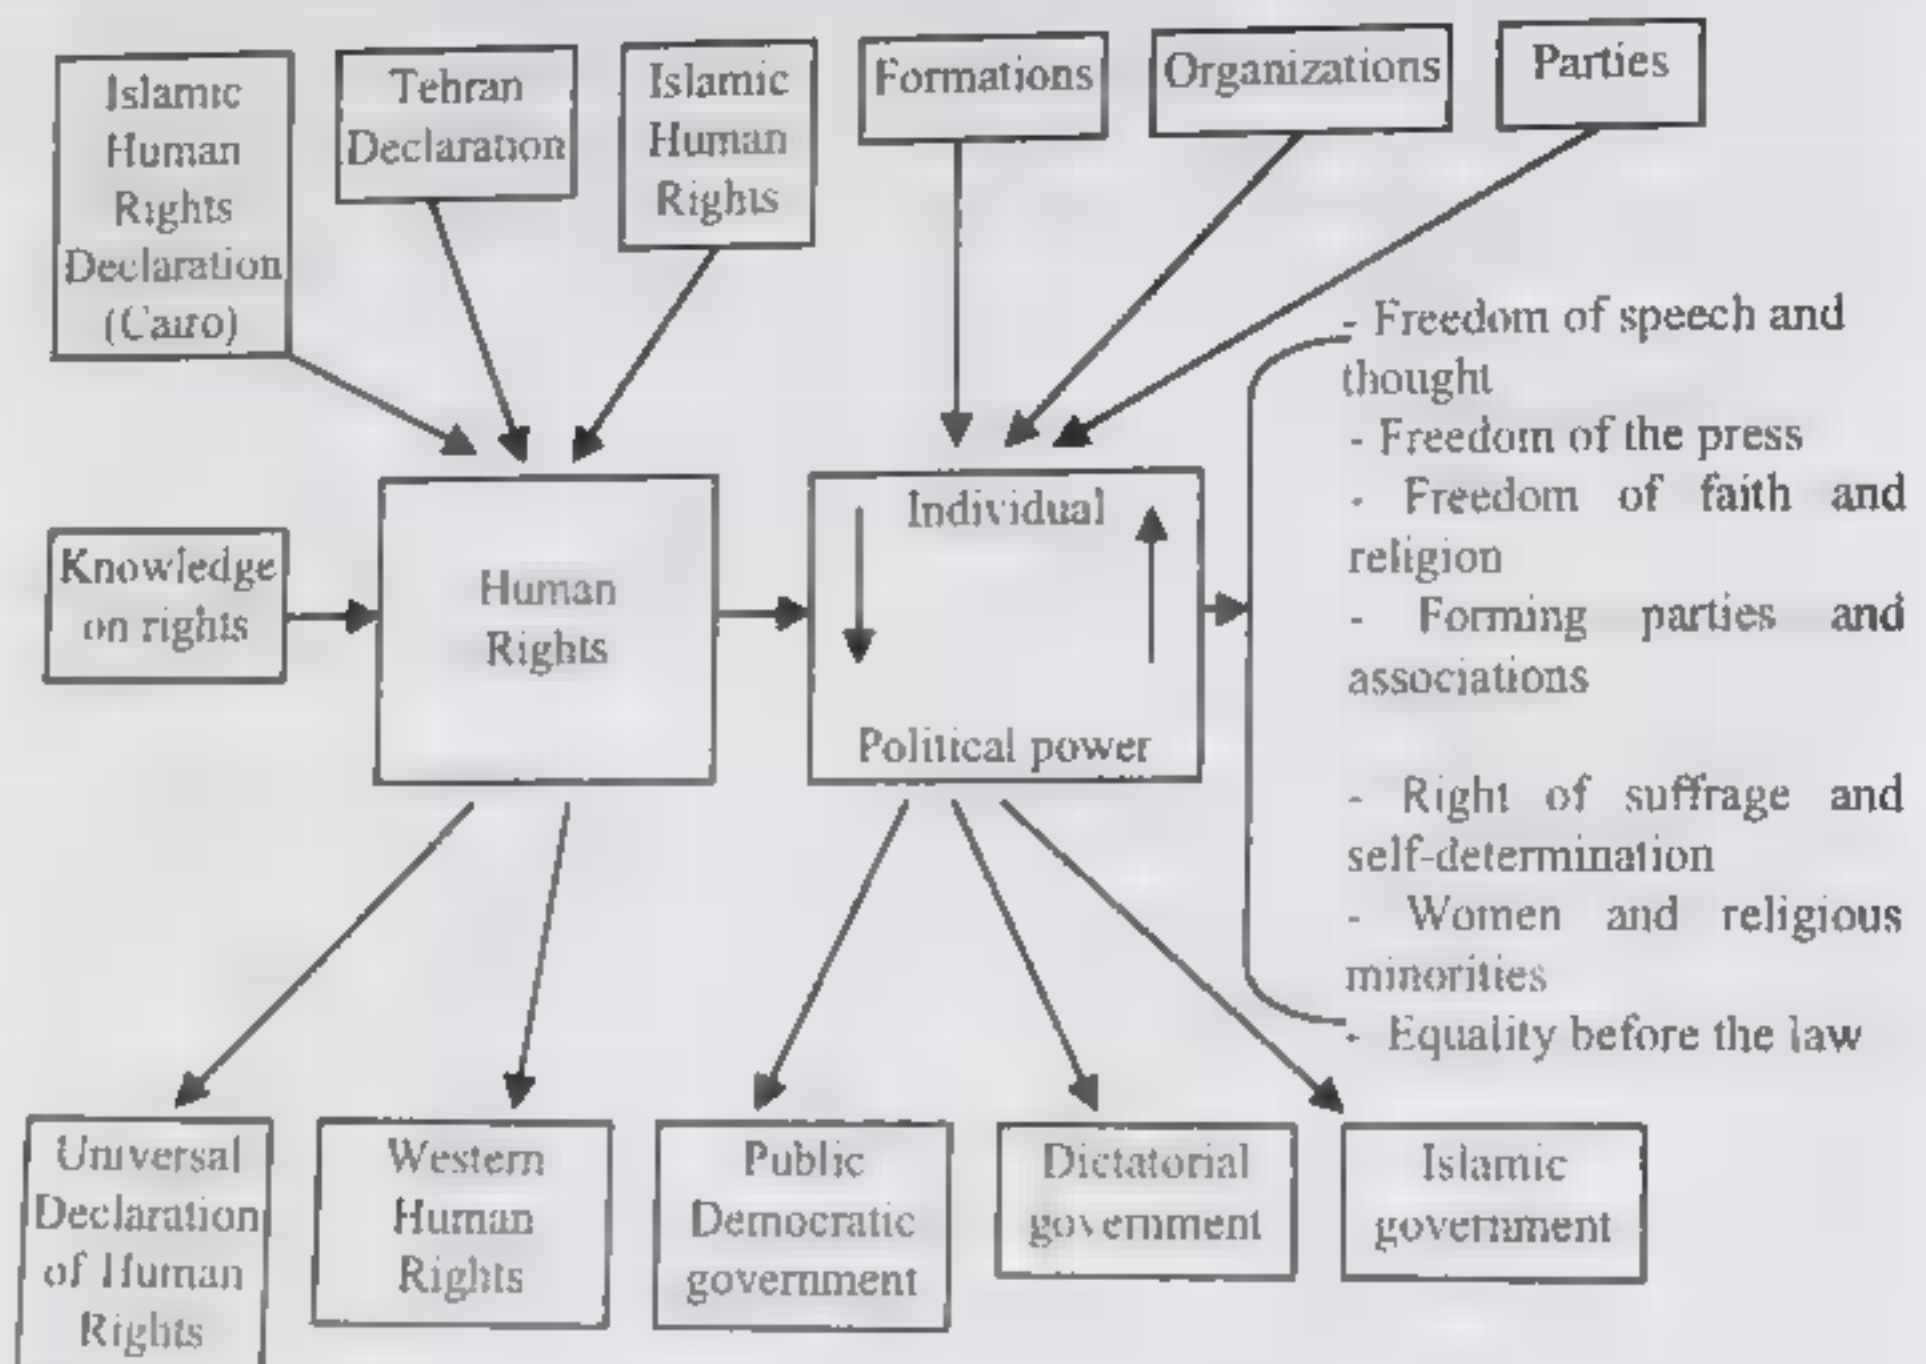 Islamic
Human
Rights
Declaration
(Cairo)
Tehran
Declaration
Islamic
Human
Rights
Formations
Organizations
Parties
Knowledge
on rights
Human
Rights
Individual
Political power
- Freedom of speech and
thought
- Freedom of the press
- Freedom of faith and
religion
- Forming parties and
associations
- Right of suffrage and
self-determination
- Women and religious
minorities
- Equality before the law
Universal
Declaration
of Human
Rights
Western
Human
Rights
Public
Democratic
government
Dictatorial
government
Islamic
government